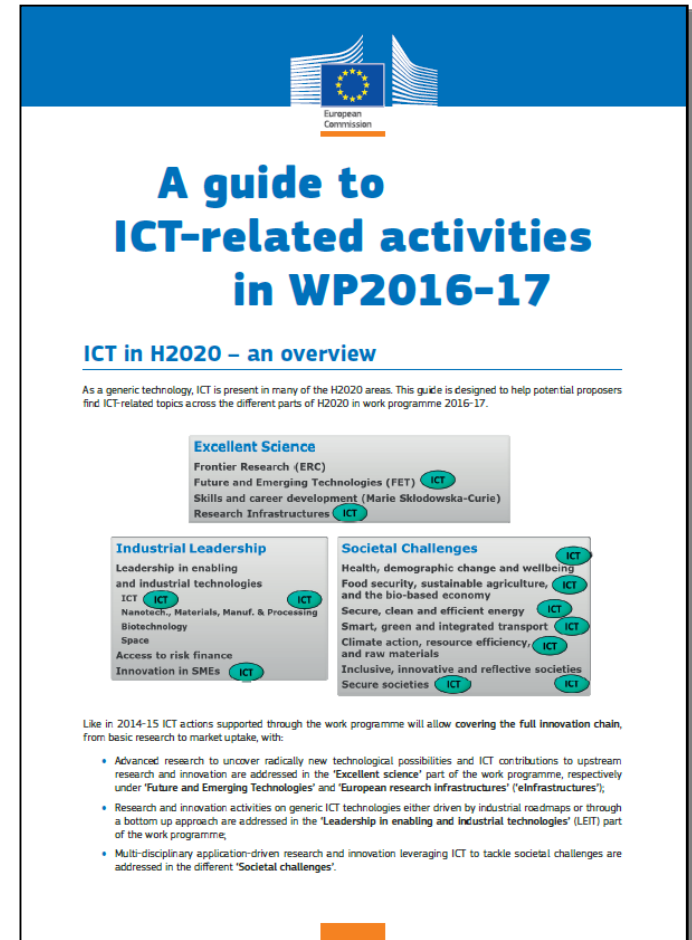 European
Commission
A guide to
ICT-related activities
in WP2016-17
ICT in H2020 – an overview
As a generic technology, ICT is present in many of the H2020 areas. This guide is designed to help potential proposers
find ICT-related topics across the different parts of H2020 in work programme 2016-17.
Excellent Science
Frontier Research (ERC)
Future and Emerging Technologies (FET) ICT
Skills and career development (Marie Skłodowska-Curie)
Research Infrastructures ICT
Industrial Leadership
Leadership in enabling
and industrial technologies
ICT ICT ICT
Nanotech., Materials, Manuf. & Processing
Biotechnology
Space
Access to risk finance
Innovation in SMEs ICT
Societal Challenges ICT
Health, demographic change and wellbeing
Food security, sustainable agriculture, ICT
and the bio-based economy
Secure, clean and efficient energy ICT
Smart, green and integrated transport ICT
Climate action, resource efficiency, ICT
and raw materials
Inclusive, innovative and reflective societies
Secure societies ICT ICT
Like in 2014-15 ICT actions supported through the work programme will allow covering the full innovation chain,
from basic research to market uptake, with:
• Advanced research to uncover radically new technological possibilities and ICT contributions to upstream
research and innovation are addressed in the 'Excellent science' part of the work programme, respectively
under 'Future and Emerging Technologies' and 'European research infrastructures' ('eInfrastructures');
• Research and innovation activities on generic ICT technologies either driven by industrial roadmaps or through
a bottom up approach are addressed in the 'Leadership in enabling and industrial technologies' (LEIT) part
of the work programme;
• Multi-disciplinary application-driven research and innovation leveraging ICT to tackle societal challenges are
addressed in the different 'Societal challenges'.